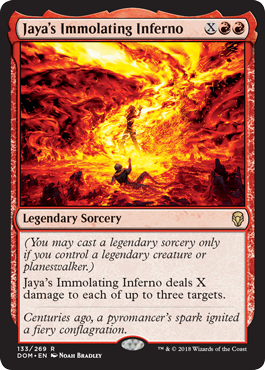 Jaya's Immolating Inferno X
Legendary Sorcery
(You may cast a legendary sorcery only
if you control a legendary creature or
planeswalker.)
Jaya's Immolating Inferno deals X
damage to each of up to three targets.
Centuries ago, a pyromancer's spark ignited
a fiery conflagration.
133/269 R
DOM • EN NOAH BRADLEY
™ & © 2018 Wizards of the Coast